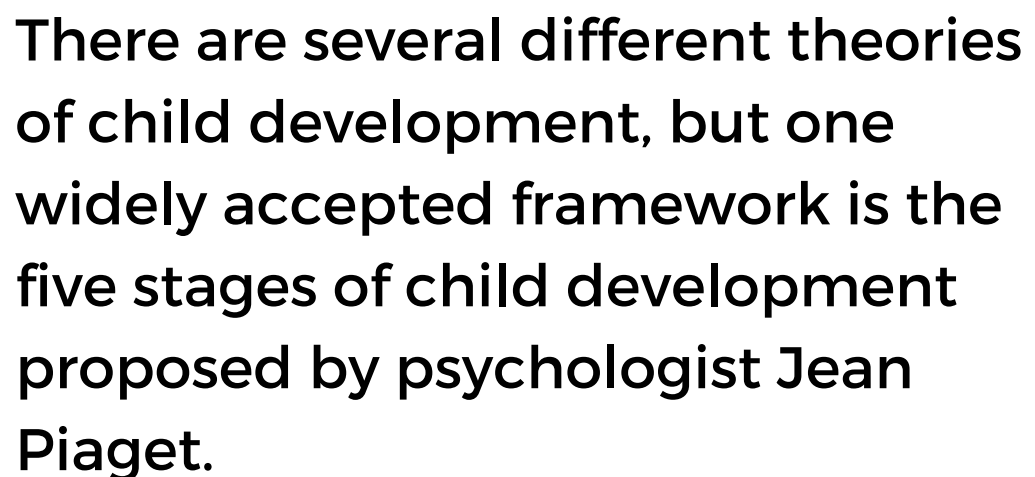 There are several different theories
of child development, but one
widely accepted framework is the
five stages of child development
proposed by psychologist Jean
Piaget.